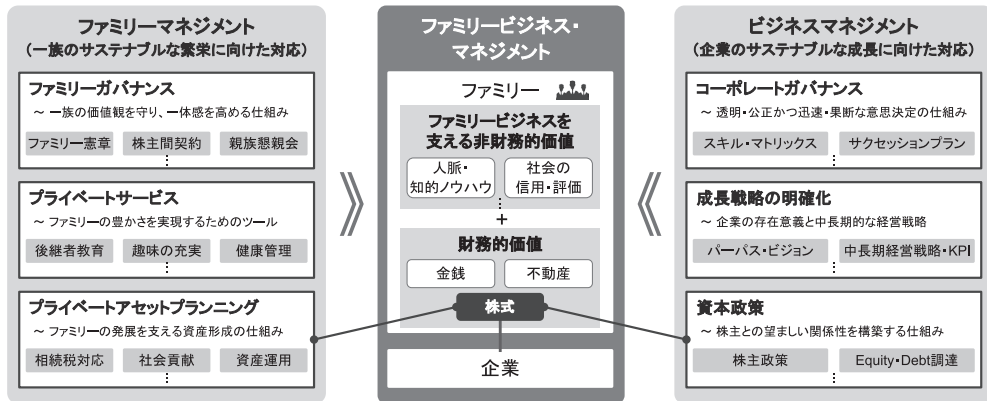 ファミリーマネジメント
（一族のサステナブルな繁栄に向けた対応）
ファミリーガバナンス
～ 一族の価値観を守り、一体感を高める仕組み
ファミリー憲章
株主間契約
親族懇親会
プライベートサービス
～ ファミリーの豊かさを実現するためのツール
後継者教育
趣味の充実
健康管理
プライベートアセットプランニング
～ ファミリーの発展を支える資産形成の仕組み
相続税対応
社会貢献
資産運用
ファミリービジネス・
マネジメント
ファミリー
ファミリービジネスを
支える非財務的価値
人脈・
知的ノウハウ
社会の
信用・評価
+
財務的価値
金銭
不動産
株式
企業
ビジネスマネジメント
（企業のサステナブルな成長に向けた対応）
コーポレートガバナンス
～ 透明・公正かつ迅速・果断な意思決定の仕組み
スキル・マトリックス
サクセッションプラン
成長戦略の明確化
～ 企業の存在意義と中長期的な経営戦略
パーパス・ビジョン
中長期経営戦略・KPI
資本政策
～ 株主との望ましい関係性を構築する仕組み
株主政策
Equity・Debt調達